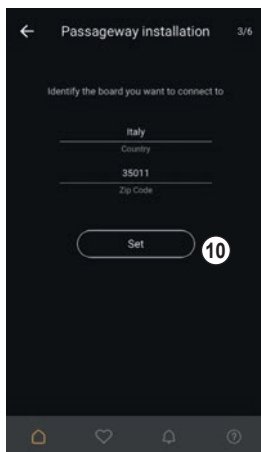 Passageway installation 3/6
Identify the board you want to connect to
Italy
Country
35011
Zip Code
Set
10